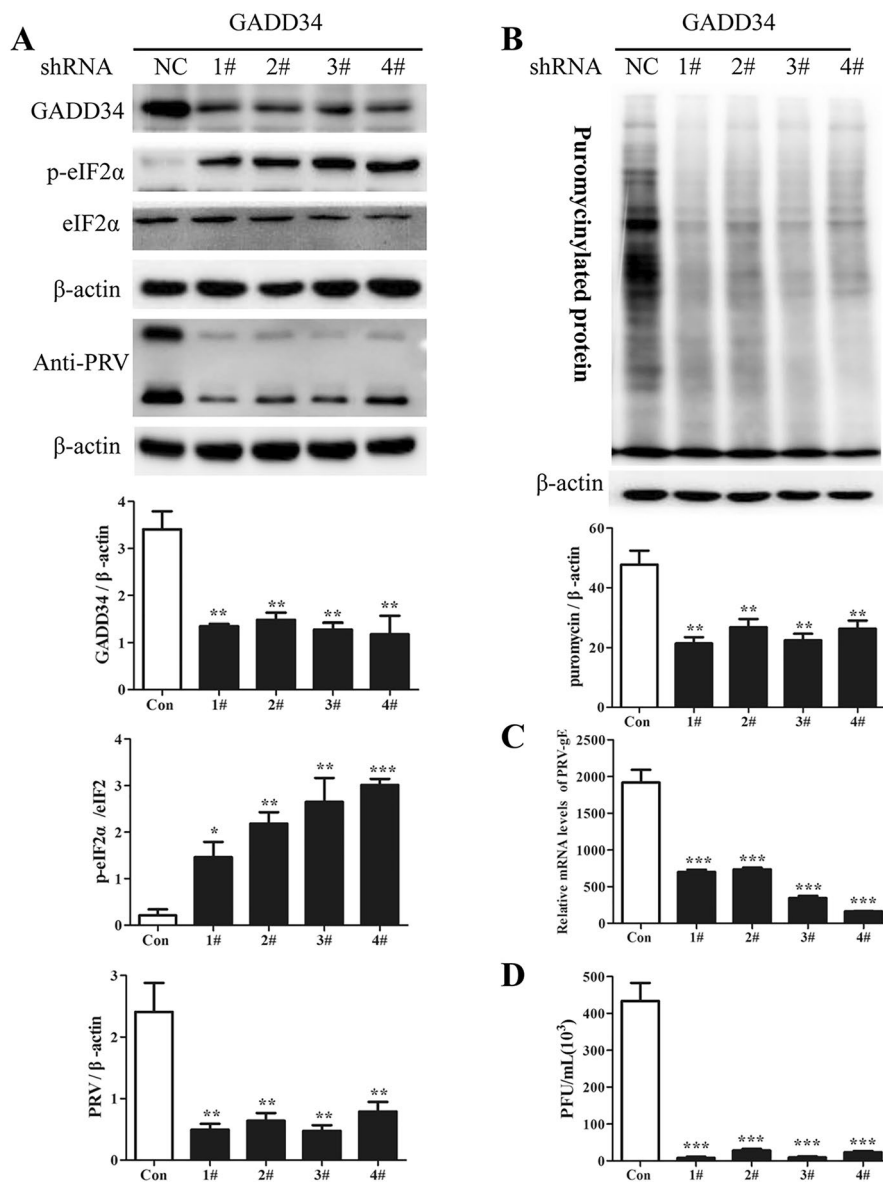 A
GADD34
shRNA NC 1# 2# 3# 4#
GADD34
p-eIF2α
eIF2α
β-actin
Anti-PRV
β-actin
GADD34 / β -actin
4
3
2
1
0
** ** ** **
Con 1# 2# 3# 4#
p-eIF2α /eIF2
4
3
2
1
0
* ** ** ***
Con 1# 2# 3# 4#
PRV / β -actin
3
2
1
0
** ** ** **
Con 1# 2# 3# 4#
B
GADD34
shRNA NC 1# 2# 3# 4#
Puromycinylated protein
β-actin
puromycin / β -actin
60
40
20
0
** ** ** **
Con 1# 2# 3# 4#
C
Relative mRNA levels of PRV-gE
2500
2000
1500
1000
500
0
*** *** *** ***
Con 1# 2# 3# 4#
D
PFU/mL(10³)
500
400
300
200
100
0
*** *** *** ***
Con 1# 2# 3# 4#